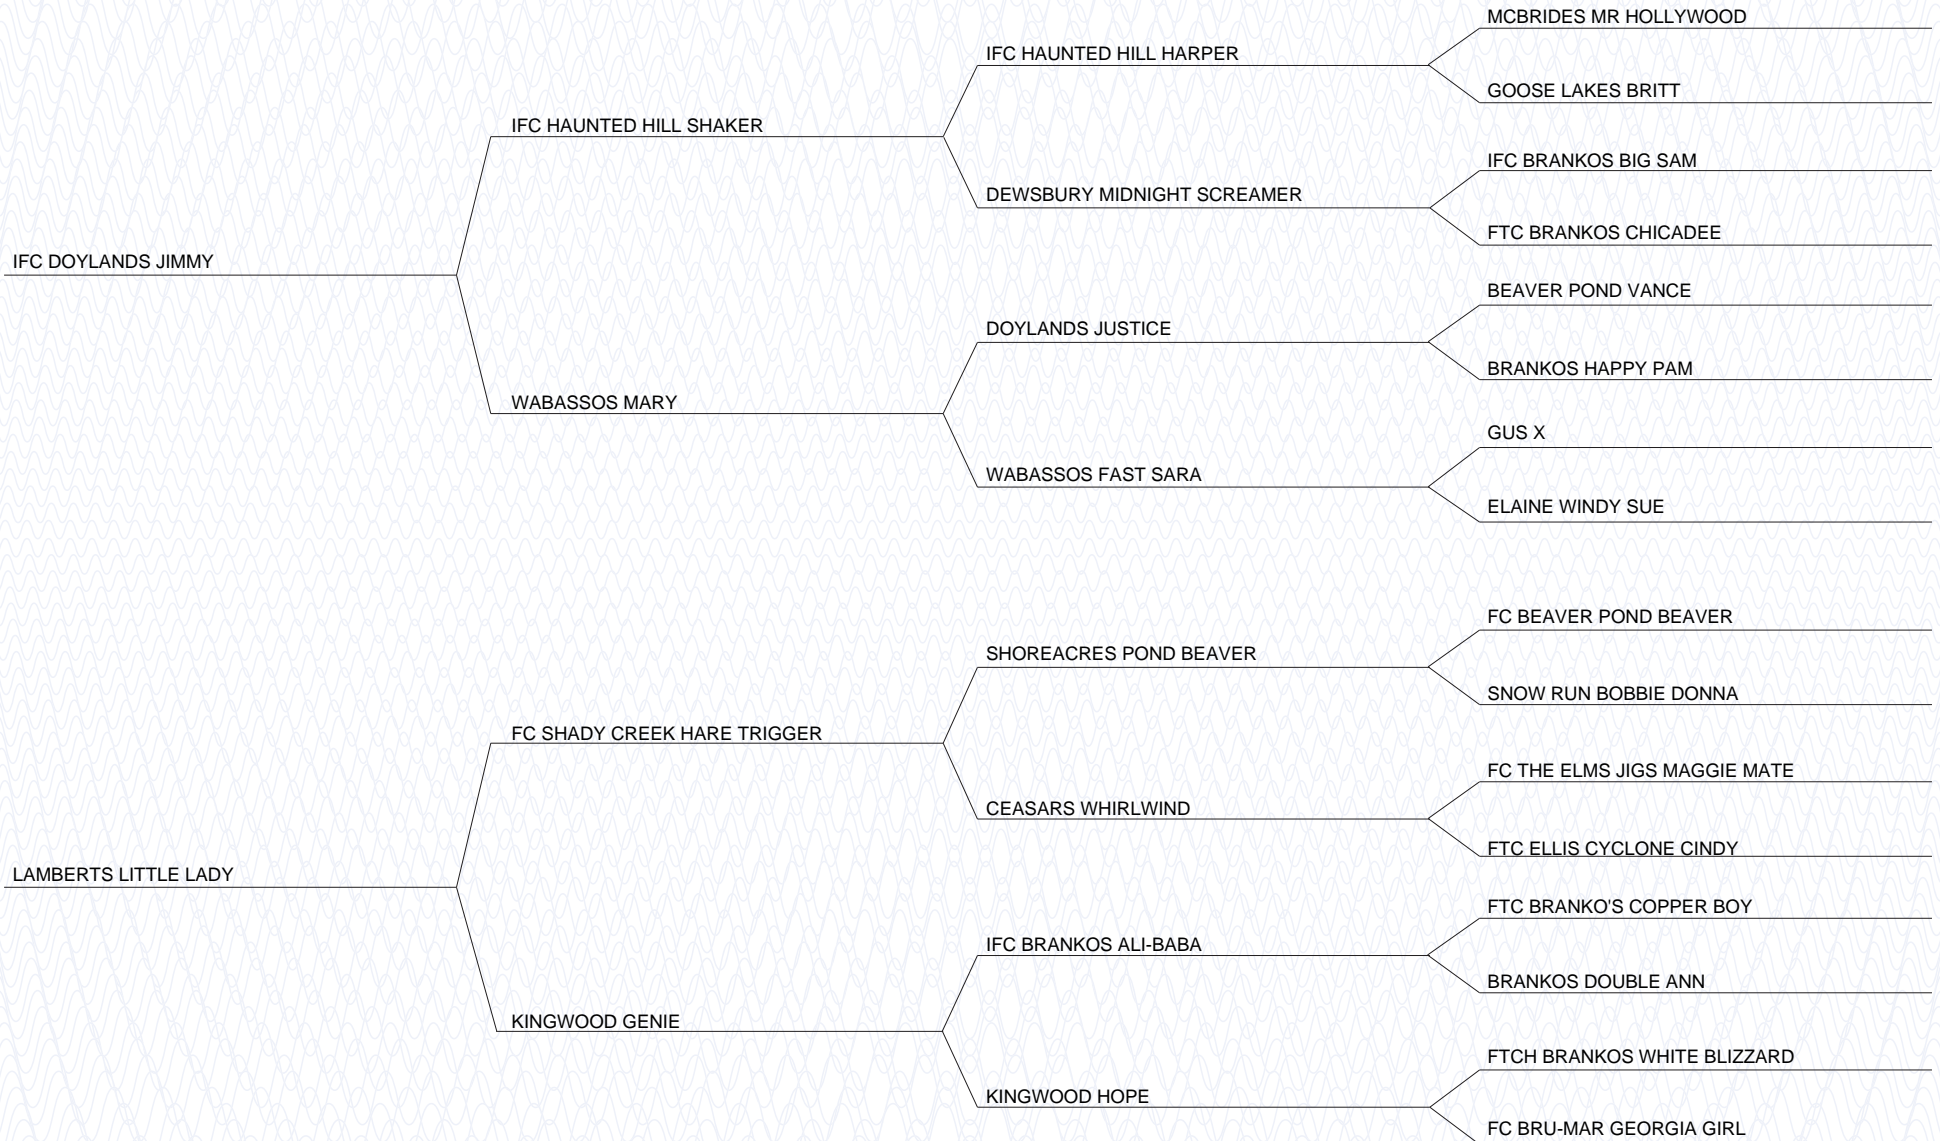 MCBRIDES MR HOLLYWOOD
IFC HAUNTED HILL HARPER
GOOSE LAKES BRITT
IFC HAUNTED HILL SHAKER
IFC BRANKOS BIG SAM
DEWSBURY MIDNIGHT SCREAMER
FTC BRANKOS CHICADEE
IFC DOYLANDS JIMMY
BEAVER POND VANCE
DOYLANDS JUSTICE
BRANKOS HAPPY PAM
WABASSOS MARY
GUS X
WABASSOS FAST SARA
ELAINE WINDY SUE
FC BEAVER POND BEAVER
SHOREACRES POND BEAVER
SNOW RUN BOBBIE DONNA
FC SHADY CREEK HARE TRIGGER
FC THE ELMS JIGS MAGGIE MATE
CEASARS WHIRLWIND
FTC ELLIS CYCLONE CINDY
LAMBERTS LITTLE LADY
FTC BRANKO'S COPPER BOY
IFC BRANKOS ALI-BABA
BRANKOS DOUBLE ANN
KINGWOOD GENIE
FTCH BRANKOS WHITE BLIZZARD
KINGWOOD HOPE
FC BRU-MAR GEORGIA GIRL